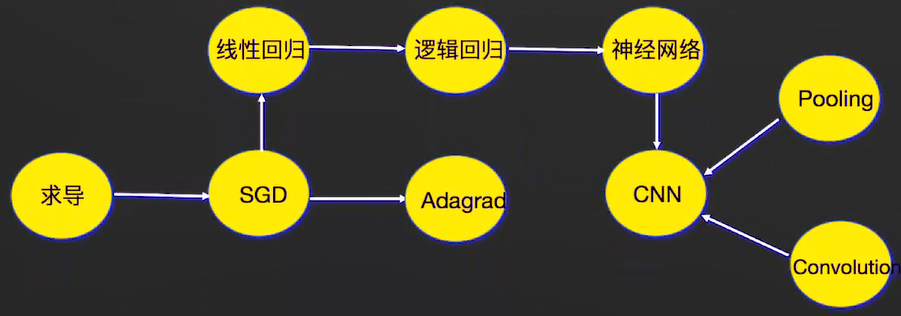 线性回归
逻辑回归
神经网络
Pooling
求导
SGD
Adagrad
CNN
Convolution